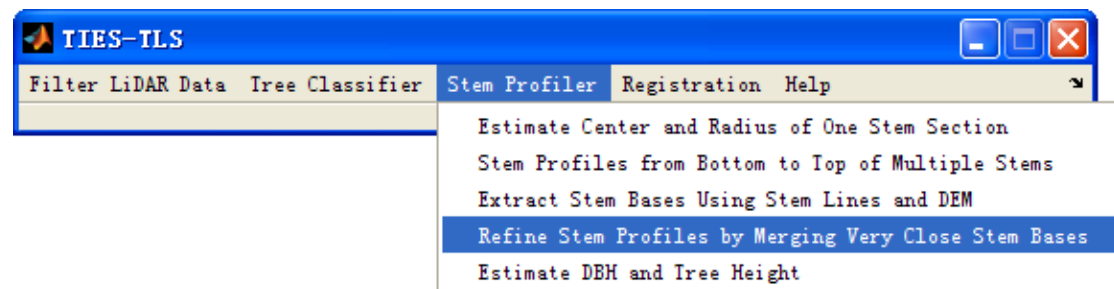 TIES-TLS
Filter LiDAR Data Tree Classifier Stem Profiler Registration Help
Estimate Center and Radius of One Stem Section
Stem Profiles from Bottom to Top of Multiple Stems
Extract Stem Bases Using Stem Lines and DEM
Refine Stem Profiles by Merging Very Close Stem Bases
Estimate DBH and Tree Height